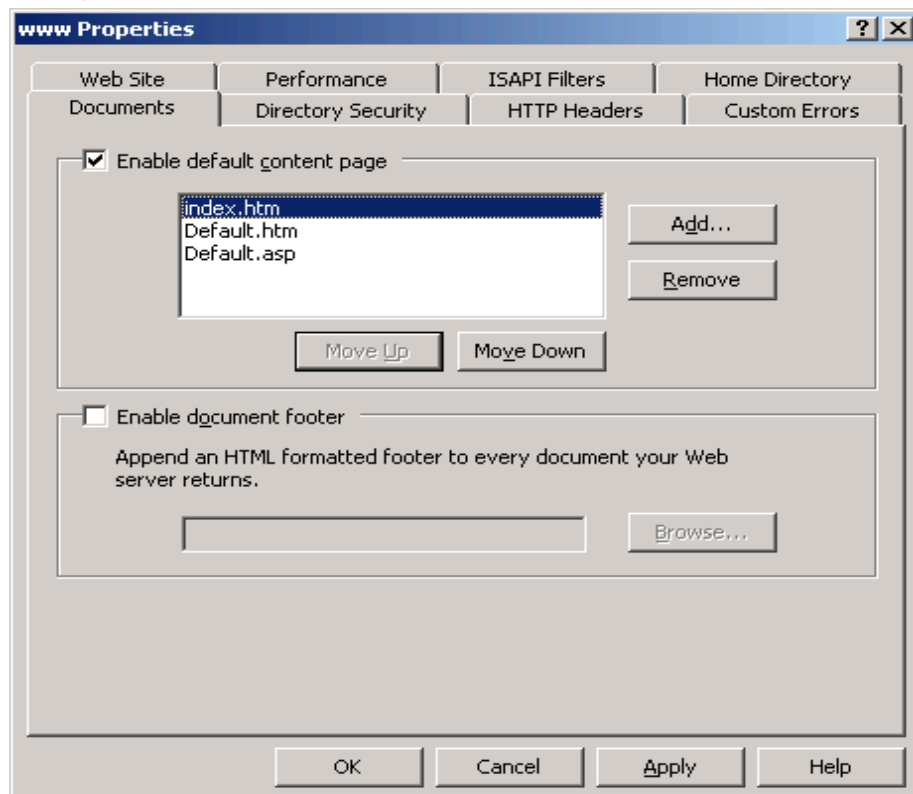 www Properties
? X
Web Site Performance ISAPI Filters Home Directory
Documents Directory Security HTTP Headers Custom Errors
Enable default content page
index.htm
Default.htm
Default.asp
Add...
Remove
Move Up Move Down
Enable document footer
Append an HTML formatted footer to every document your Web
server returns.
Browse...
OK Cancel Apply Help